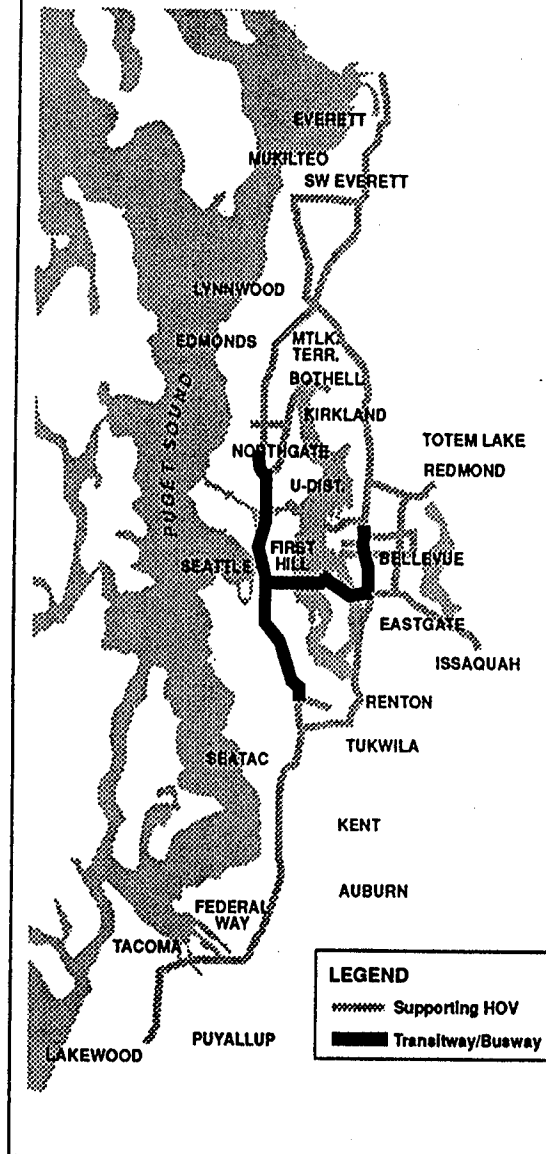 EVERETT
MUKILTEO
SW EVERETT
LYNNWOOD
EDMONDS
MTLK.
TERR.
BOTHELL
KIRKLAND
PUGET SOUND
NORTHGATE
TOTEM LAKE
REDMOND
U-DIST.
FIRST
HILL
SEATTLE
BELLEVUE
EASTGATE
ISSAQUAH
RENTON
TUKWILA
SEATAC
KENT
AUBURN
FEDERAL
WAY
TACOMA
LEGEND
Supporting HOV
Transitway/Busway
PUYALLUP
LAKEWOOD